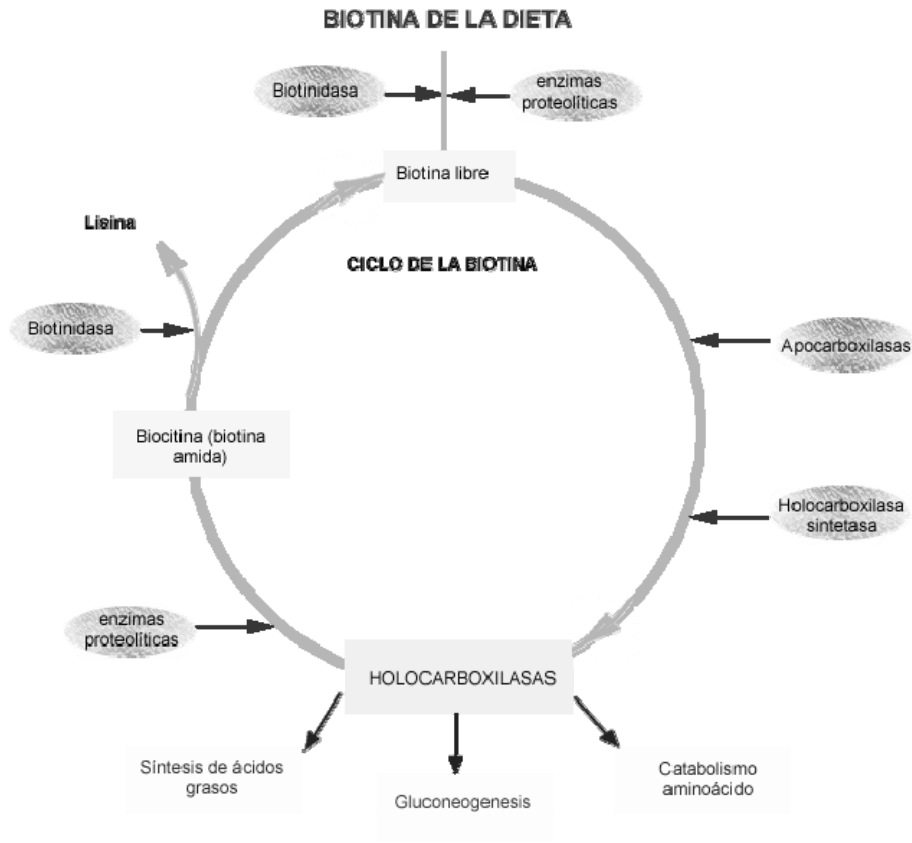 BIOTINA DE LA DIETA
Biotinidasa
enzimas
proteolíticas
Biotina libre
Lisina
CICLO DE LA BIOTINA
Biotinidasa
Apocarboxilasas
Biocitina (biotina
amida)
Holocarboxilasa
sintetasa
enzimas
proteolíticas
HOLOCARBOXILASAS
Síntesis de ácidos
grasos
Gluconeogenesis
Catabolismo
aminoácido